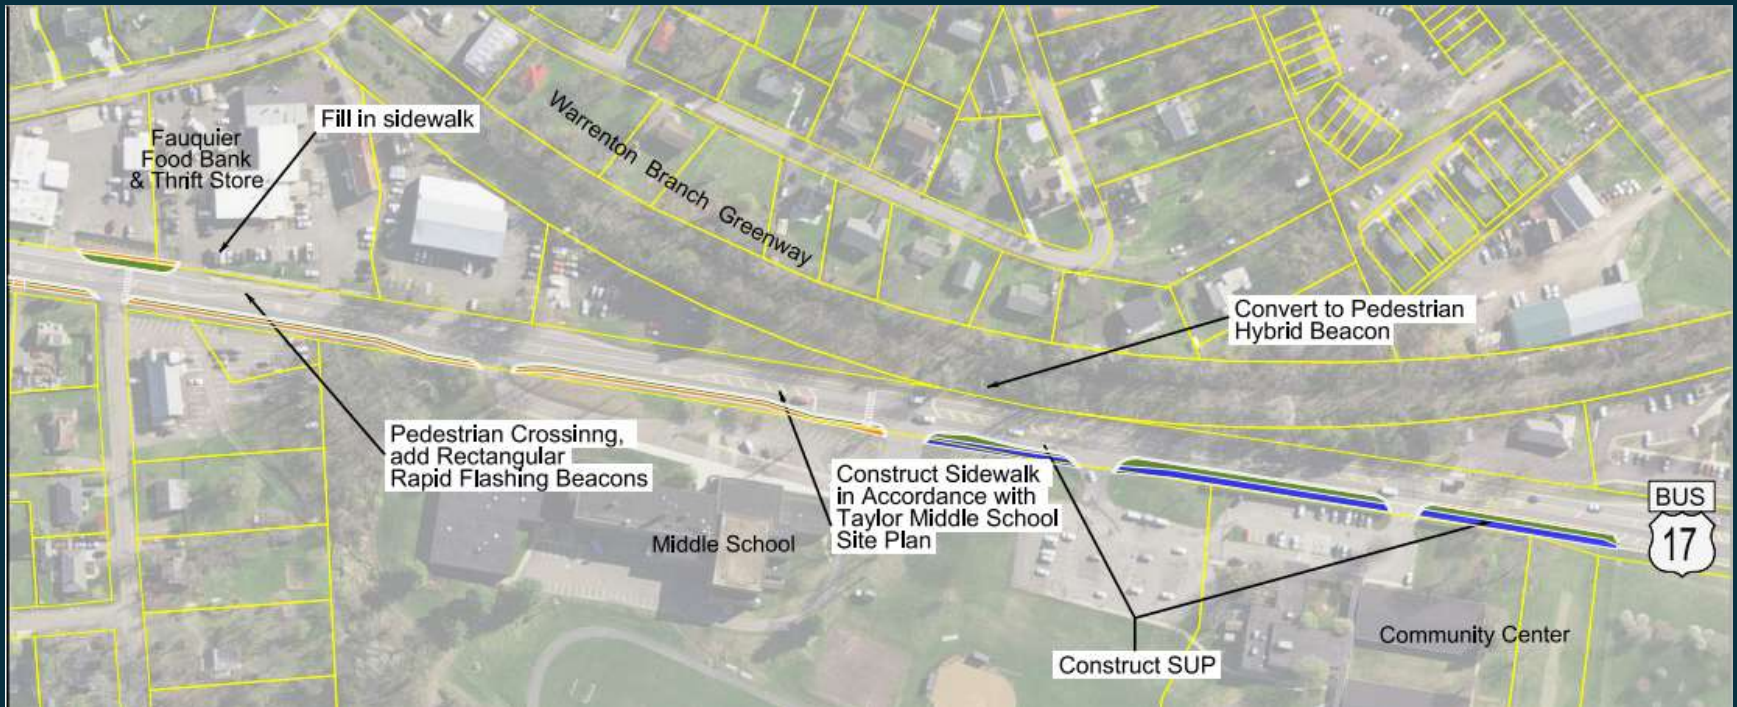 Fill in sidewalk
Fauquier
Food Bank
& Thrift Store
Warrenton Branch Greenway
Convert to Pedestrian
Hybrid Beacon
Pedestrian Crossinng,
add Rectangular
Rapid Flashing Beacons
Construct Sidewalk
in Accordance with
Taylor Middle School
Site Plan
Middle School
BUS
17
Community Center
Construct SUP